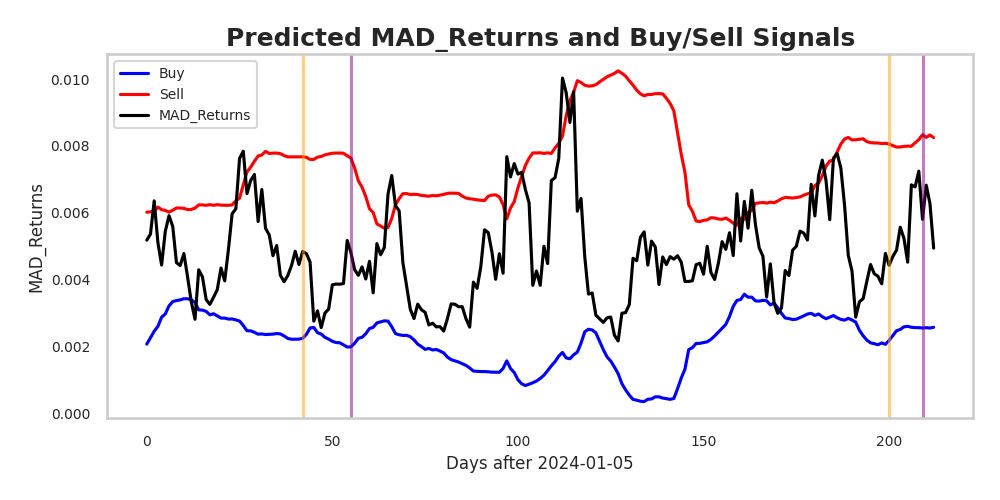 Predicted MAD_Returns and Buy/Sell Signals
Buy
Sell
MAD_Returns
0.010
0.008
0.006
0.004
0.002
0.000
MAD_Returns
0
50
100
150
200
Days after 2024-01-05